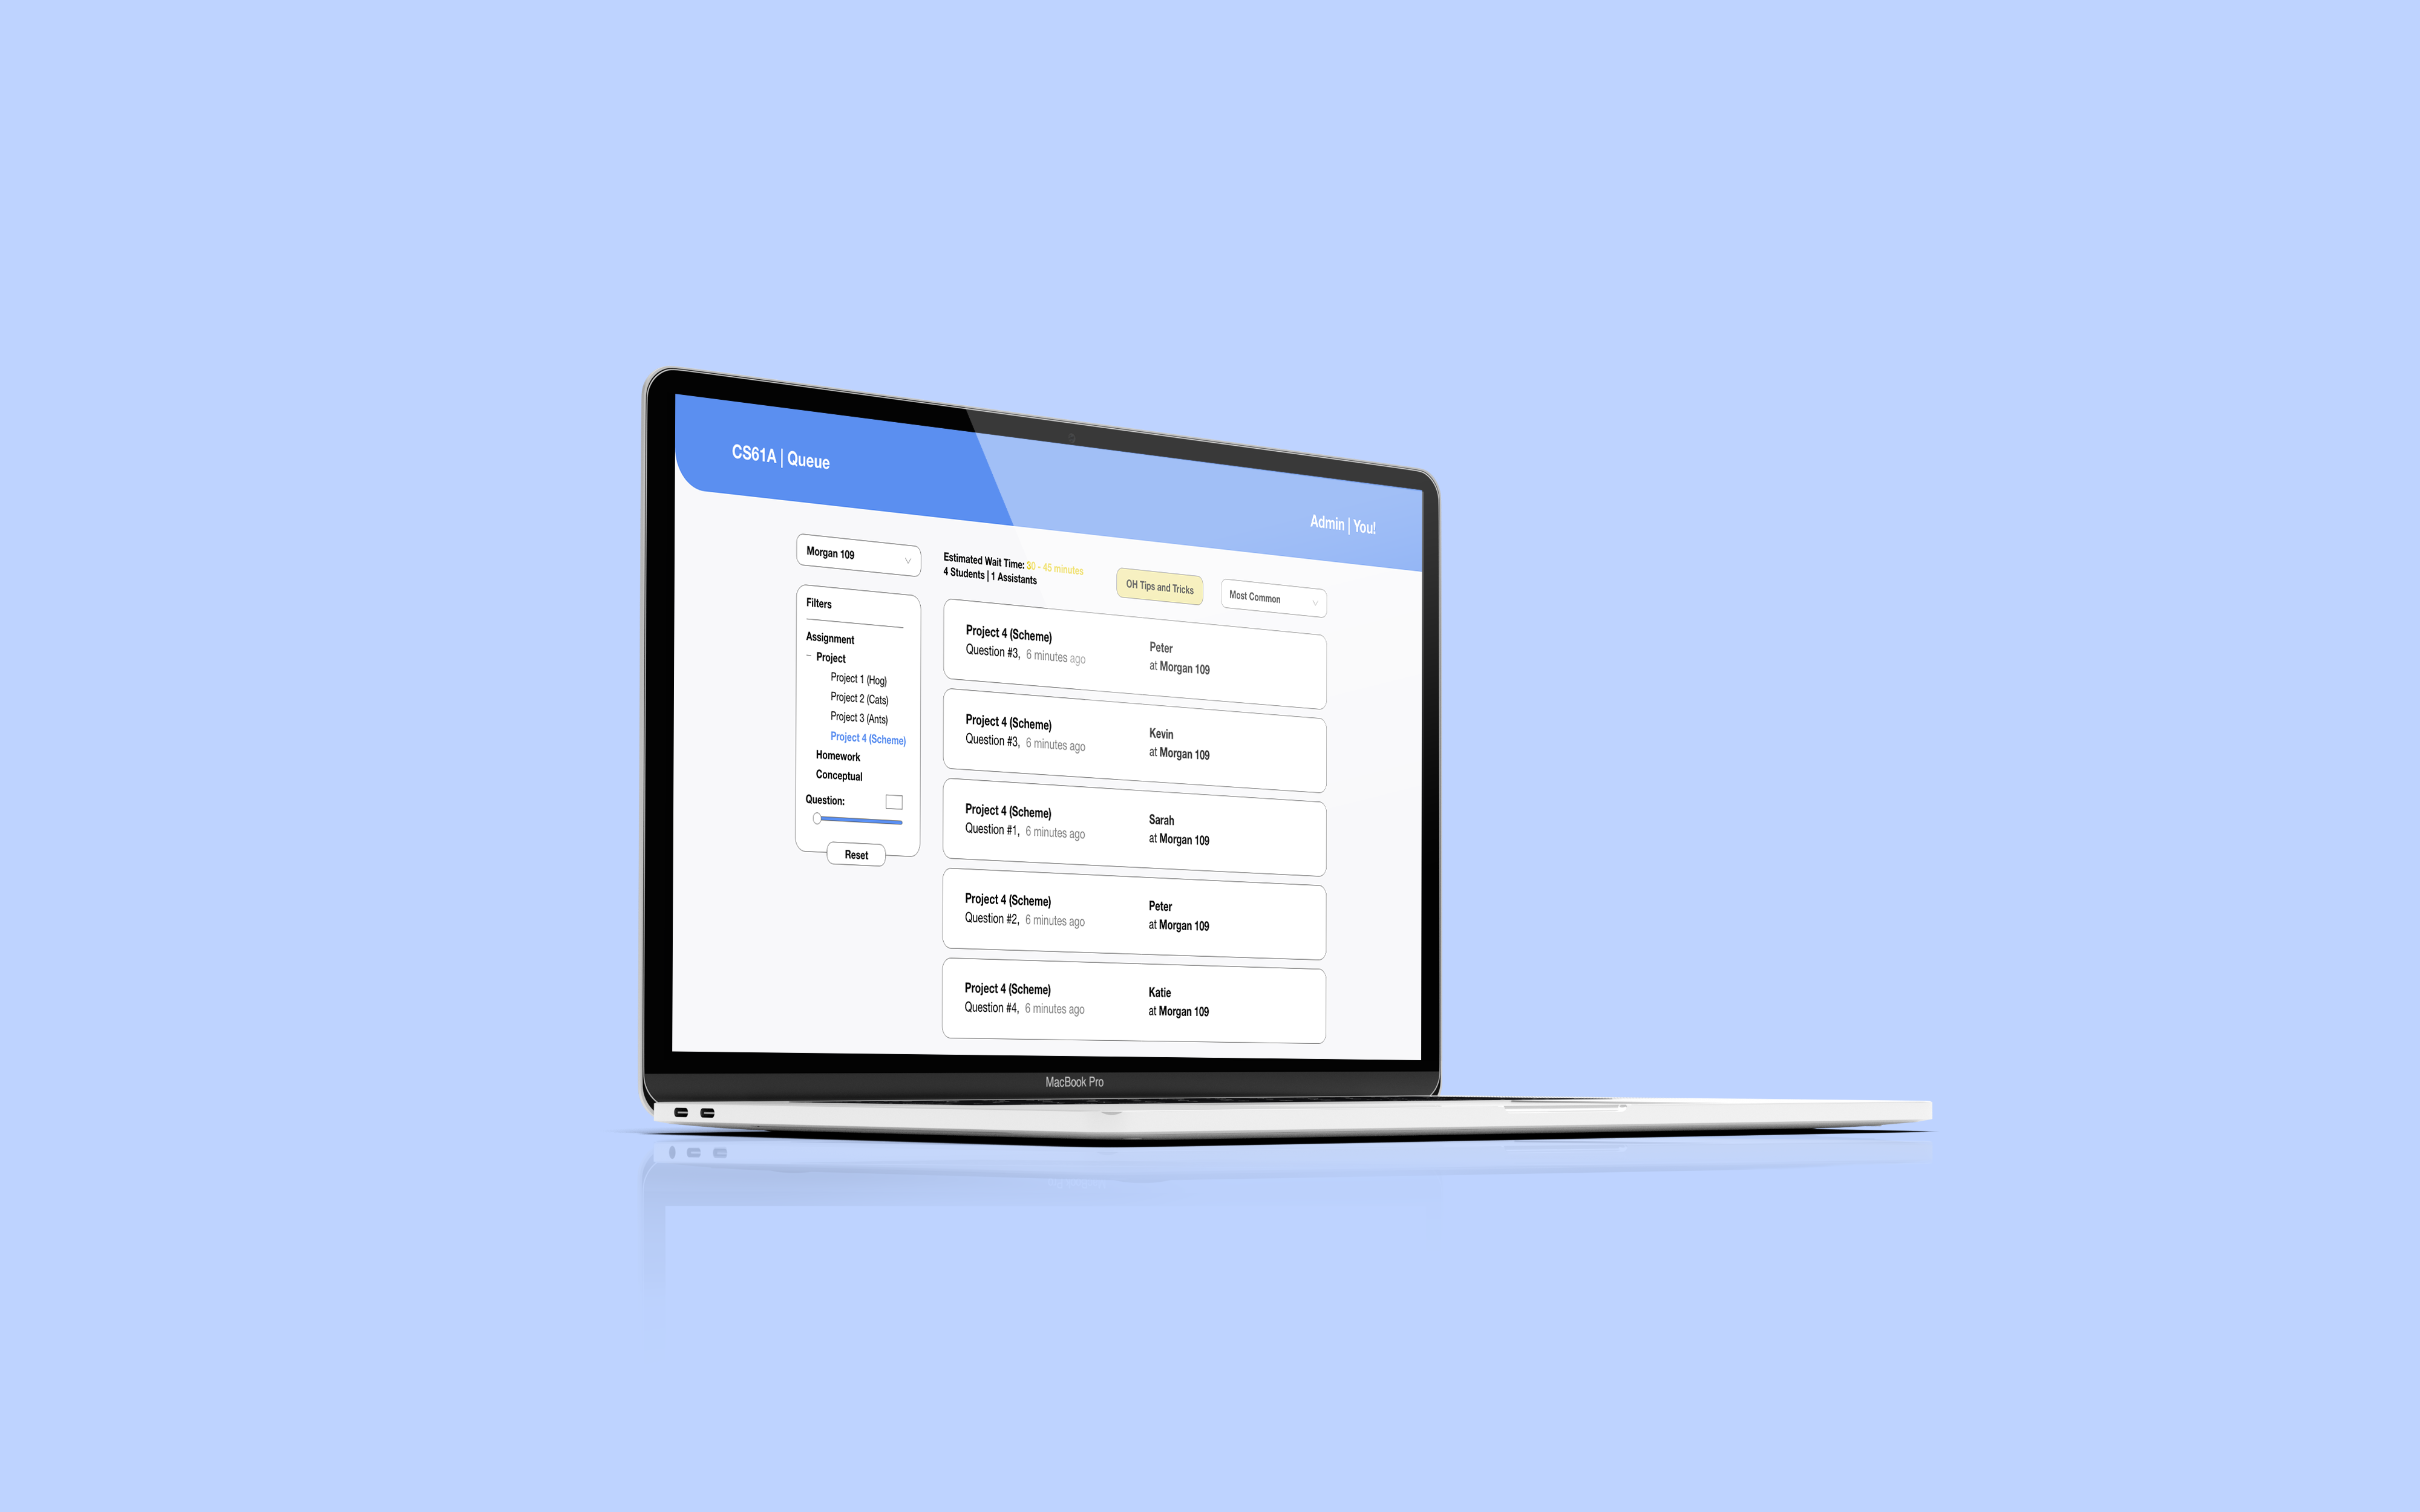 CS61A | Queue
Admin | You!
Morgan 109
Estimated Wait Time: 30 - 45 minutes
4 Students | 1 Assistants
OH Tips and Tricks
Most Common
Filters
Assignment
– Project
Project 1 (Hog)
Project 2 (Cats)
Project 3 (Ants)
Project 4 (Scheme)
Homework
Conceptual
Question:
Reset
Project 4 (Scheme)
Question #3, 6 minutes ago
Peter
at Morgan 109
Project 4 (Scheme)
Question #3, 6 minutes ago
Kevin
at Morgan 109
Project 4 (Scheme)
Question #1, 6 minutes ago
Sarah
at Morgan 109
Project 4 (Scheme)
Question #2, 6 minutes ago
Peter
at Morgan 109
Project 4 (Scheme)
Question #4, 6 minutes ago
Katie
at Morgan 109
MacBook Pro